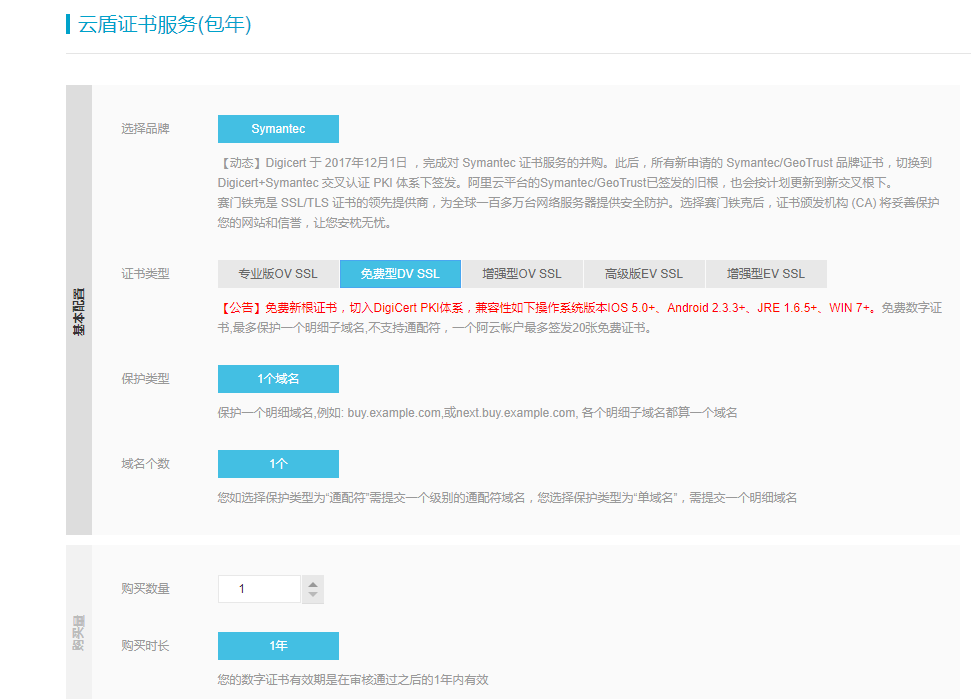 云盾证书服务(包年)
基本配置
选择品牌
Symantec
【动态】Digicert 于 2017年12月1日 ，完成对 Symantec 证书服务的并购。此后，所有新申请的 Symantec/GeoTrust 品牌证书，切换到
Digicert+Symantec 交叉认证 PKI 体系下签发。阿里云平台的Symantec/GeoTrust已签发的旧根，也会按计划更新到新交叉根下。
赛门铁克是 SSL/TLS 证书的领先提供商，为全球一百多万台网络服务器提供安全防护。选择赛门铁克后，证书颁发机构 (CA) 将妥善保护
您的网站和信誉，让您安枕无忧。
证书类型
专业版OV SSL 免费型DV SSL 增强型OV SSL 高级版EV SSL 增强型EV SSL
【公告】免费新根证书，切入DigiCert PKI体系，兼容性如下操作系统版本IOS 5.0+、Android 2.3.3+、JRE 1.6.5+、WIN 7+。免费数字证
书,最多保护一个明细子域名,不支持通配符，一个阿云帐户最多签发20张免费证书。
保护类型
1个域名
保护一个明细域名,例如: buy.example.com,或next.buy.example.com, 各个明细子域名都算一个域名
域名个数
1个
您如选择保护类型为“通配符”需提交一个级别的通配符域名，您选择保护类型为“单域名”，需提交一个明细域名
购买量
购买数量
1
购买时长
1年
您的数字证书有效期是在审核通过之后的1年内有效